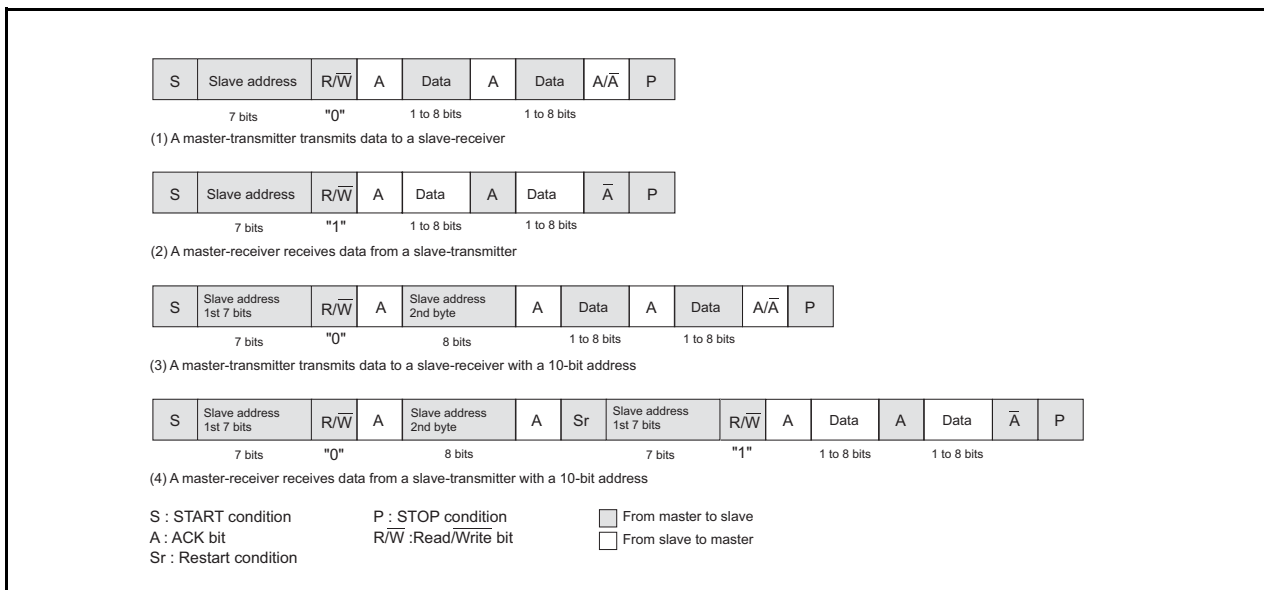 S Slave address R/W̅ A Data A Data A/A̅ P
7 bits "0" 1 to 8 bits 1 to 8 bits
(1) A master-transmitter transmits data to a slave-receiver
S Slave address R/W̅ A Data A Data A̅ P
7 bits "1" 1 to 8 bits 1 to 8 bits
(2) A master-receiver receives data from a slave-transmitter
S Slave address 1st 7 bits R/W̅ A Slave address 2nd byte A Data A Data A/A̅ P
7 bits "0" 8 bits 1 to 8 bits 1 to 8 bits
(3) A master-transmitter transmits data to a slave-receiver with a 10-bit address
S Slave address 1st 7 bits R/W̅ A Slave address 2nd byte A Sr Slave address 1st 7 bits R/W̅ A Data A Data A̅ P
7 bits "0" 8 bits 7 bits "1" 1 to 8 bits 1 to 8 bits
(4) A master-receiver receives data from a slave-transmitter with a 10-bit address
S : START condition P : STOP condition From master to slave
A : ACK bit R/W̅ :Read/W̅r̅i̅t̅e̅ bit From slave to master
Sr : Restart condition